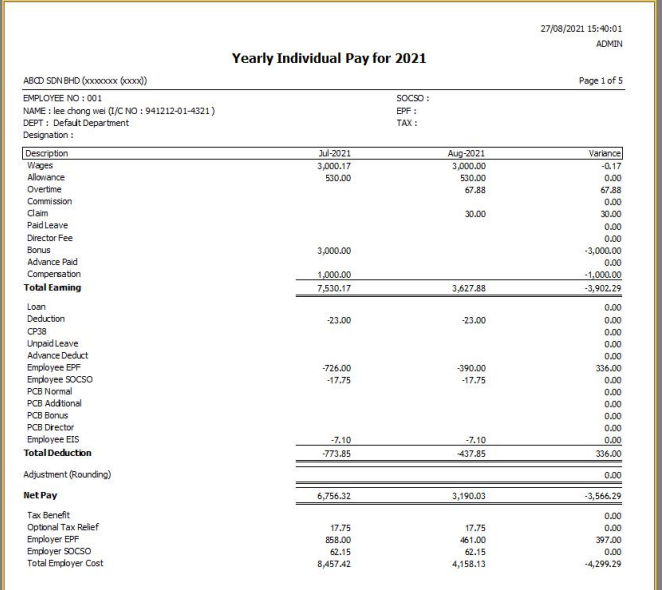 27/08/2021 15:40:01
ADMIN
Yearly Individual Pay for 2021
ABCD SDN BHD (xxxxxxx (xxxx)) Page 1 of 5
EMPLOYEE NO : 001 SOCSO :
NAME : lee chong wei (I/C NO : 941212-01-4321 ) EPF :
DEPT : Default Department TAX :
Designation :
Description Jul-2021 Aug-2021 Variance
Wages 3,000.17 3,000.00 -0.17
Allowance 530.00 530.00 0.00
Overtime 67.88 67.88
Commission 0.00
Claim 30.00 30.00
Paid Leave 0.00
Director Fee 0.00
Bonus 3,000.00 -3,000.00
Advance Paid 0.00
Compensation 1,000.00 -1,000.00
Total Earning 7,530.17 3,627.88 -3,902.29
Loan 0.00
Deduction -23.00 -23.00 0.00
CP38 0.00
Unpaid Leave 0.00
Advance Deduct 0.00
Employee EPF -726.00 -390.00 336.00
Employee SOCSO -17.75 -17.75 0.00
PCB Normal 0.00
PCB Additional 0.00
PCB Bonus 0.00
PCB Director 0.00
Employee EIS -7.10 -7.10 0.00
Total Deduction -773.85 -437.85 336.00
Adjustment (Rounding) 0.00
Net Pay 6,756.32 3,190.03 -3,566.29
Tax Benefit 0.00
Optional Tax Relief 17.75 17.75 0.00
Employer EPF 858.00 461.00 397.00
Employer SOCSO 62.15 62.15 0.00
Total Employer Cost 8,457.42 4,158.13 -4,299.29